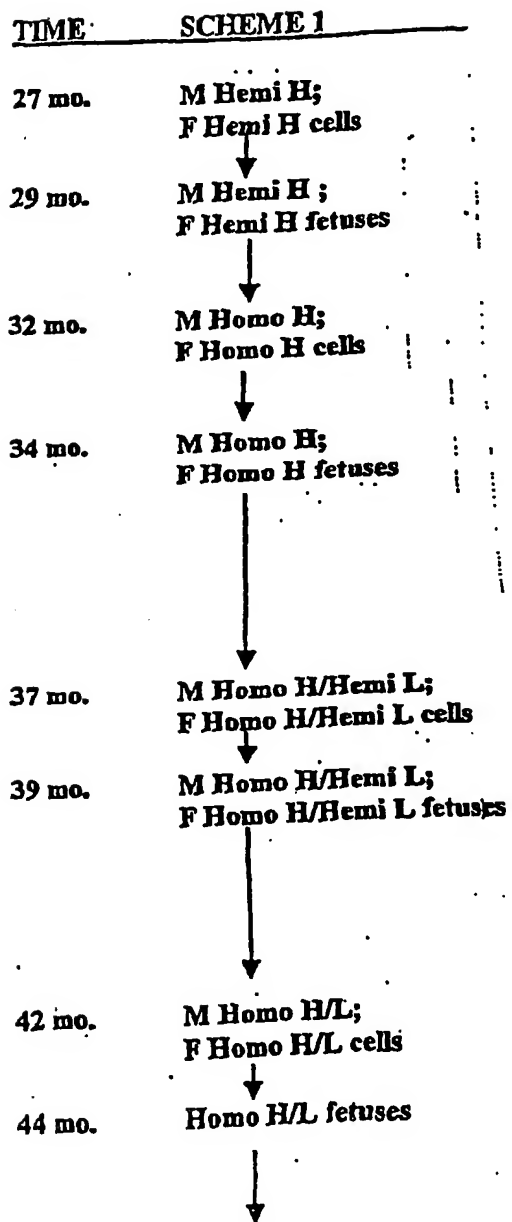 TIME SCHEME 1
27 mo. M Hemi H;
F Hemi H cells
29 mo. M Hemi H ;
F Hemi H fetuses
32 mo. M Homo H;
F Homo H cells
34 mo. M Homo H;
F Homo H fetuses
37 mo. M Homo H/Hemi L;
F Homo H/Hemi L cells
39 mo. M Homo H/Hemi L;
F Homo H/Hemi L fetuses
42 mo. M Homo H/L;
F Homo H/L cells
44 mo. Homo H/L fetuses